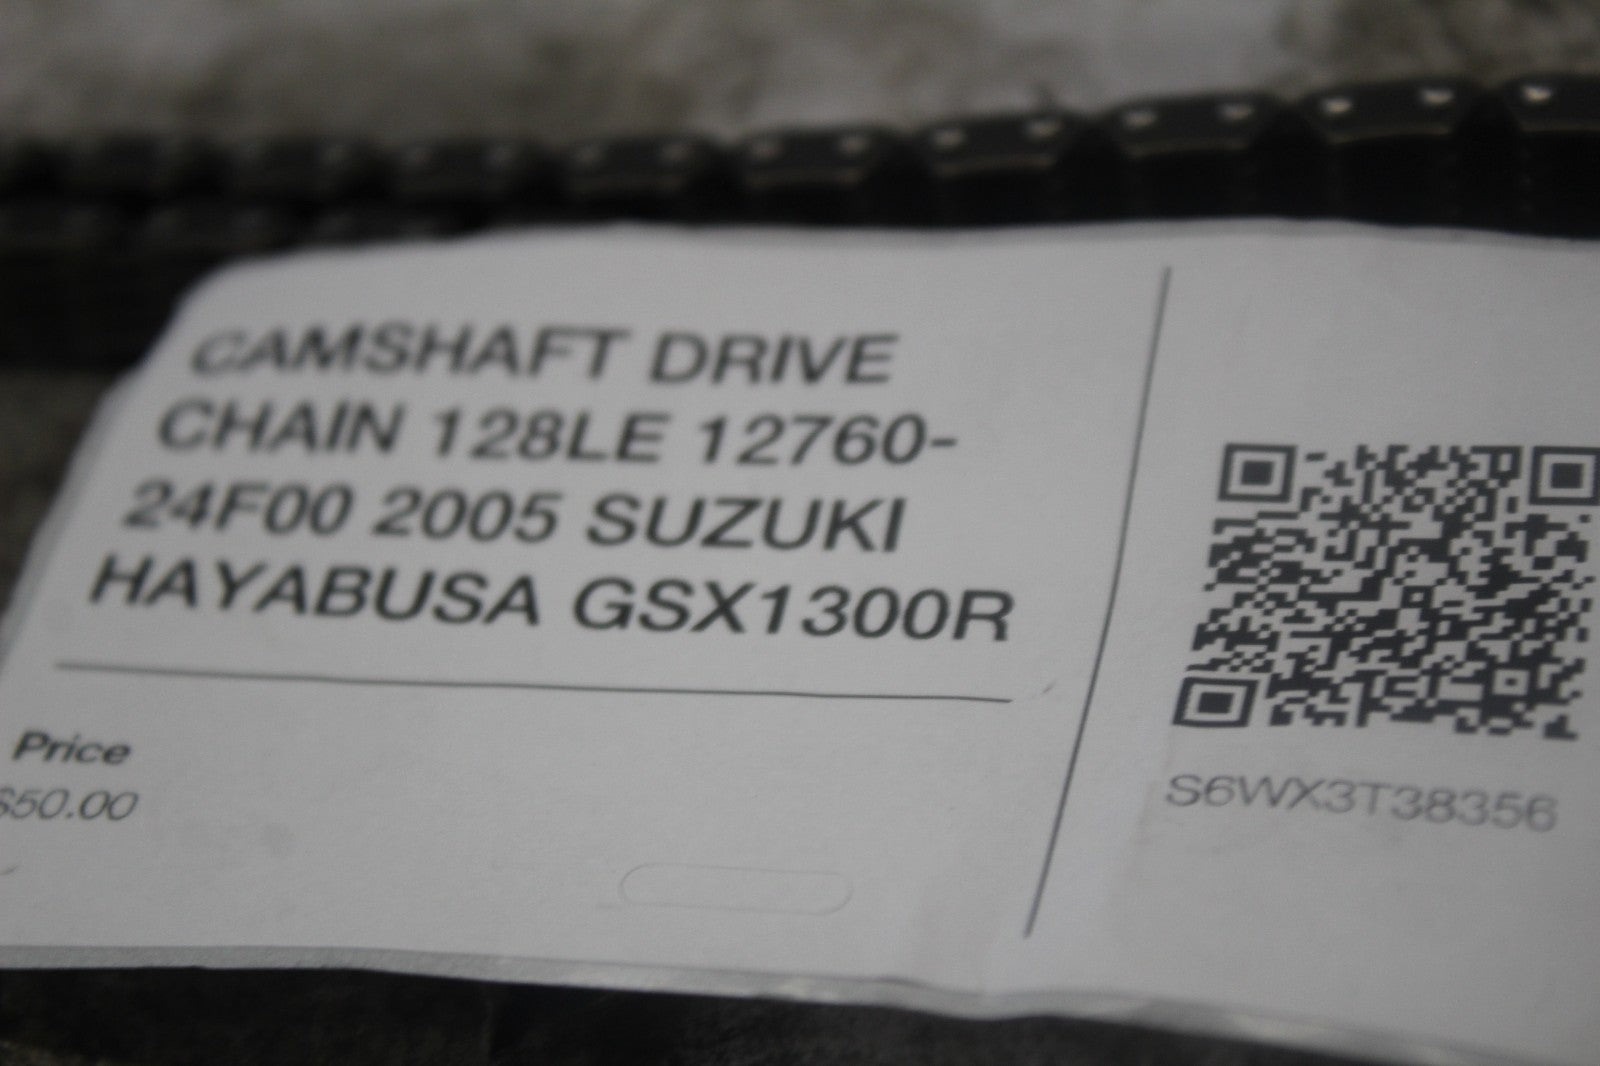 CAMSHAFT DRIVE
CHAIN 128LE 12760-
24F00 2005 SUZUKI
HAYABUSA GSX1300R
Price
$50.00
S6WX3T38356